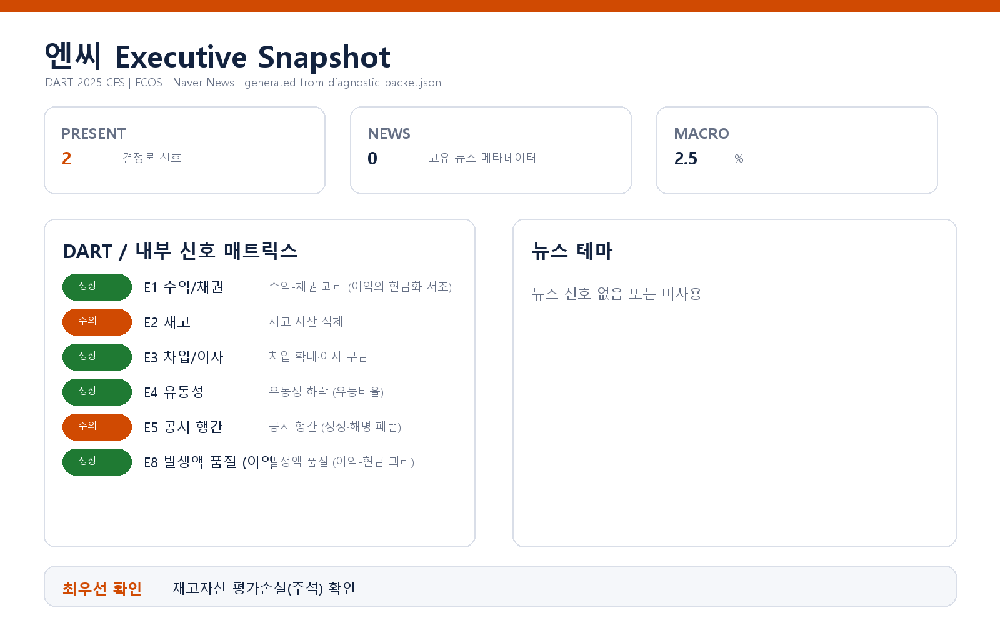 엔씨 Executive Snapshot
DART 2025 CFS | ECOS | Naver News | generated from diagnostic-packet.json
PRESENT
2 결정론 신호
NEWS
0 고유 뉴스 메타데이터
MACRO
2.5 %
DART / 내부 신호 매트릭스
정상 E1 수익/채권 수익-채권 괴리 (이익의 현금화 저조)
주의 E2 재고 재고 자산 적체
정상 E3 차입/이자 차입 확대·이자 부담
정상 E4 유동성 유동성 하락 (유동비율)
주의 E5 공시 행간 공시 행간 (정정·해명 패턴)
정상 E8 발생액 품질 (이익 발생액 품질 (이익-현금 괴리)
뉴스 테마
뉴스 신호 없음 또는 미사용
최우선 확인 재고자산 평가손실(주석) 확인